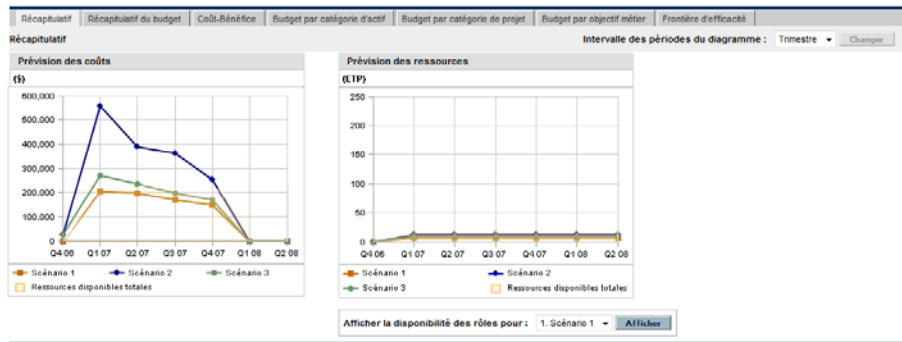 Récapitulatif Récapitulatif du budget Coût-Bénéfice Budget par catégorie d'actif Budget par catégorie de projet Budget par objectif métier Frontière d'efficacité
Récapitulatif Intervalle des périodes du diagramme : Trimestre Changer
Prévision des coûts
($)
600,000
500,000
400,000
300,000
200,000
100,000
0
Q4 06 Q1 07 Q2 07 Q3 07 Q4 07 Q1 08 Q2 08
Scénario 1 Scénario 2 Scénario 3
Ressources disponibles totales
Prévision des ressources
(ETP)
250
200
150
100
50
0
Q4 06 Q1 07 Q2 07 Q3 07 Q4 07 Q1 08 Q2 08
Scénario 1 Scénario 2
Scénario 3 Ressources disponibles totales
Afficher la disponibilité des rôles pour : 1. Scénario 1 Afficher